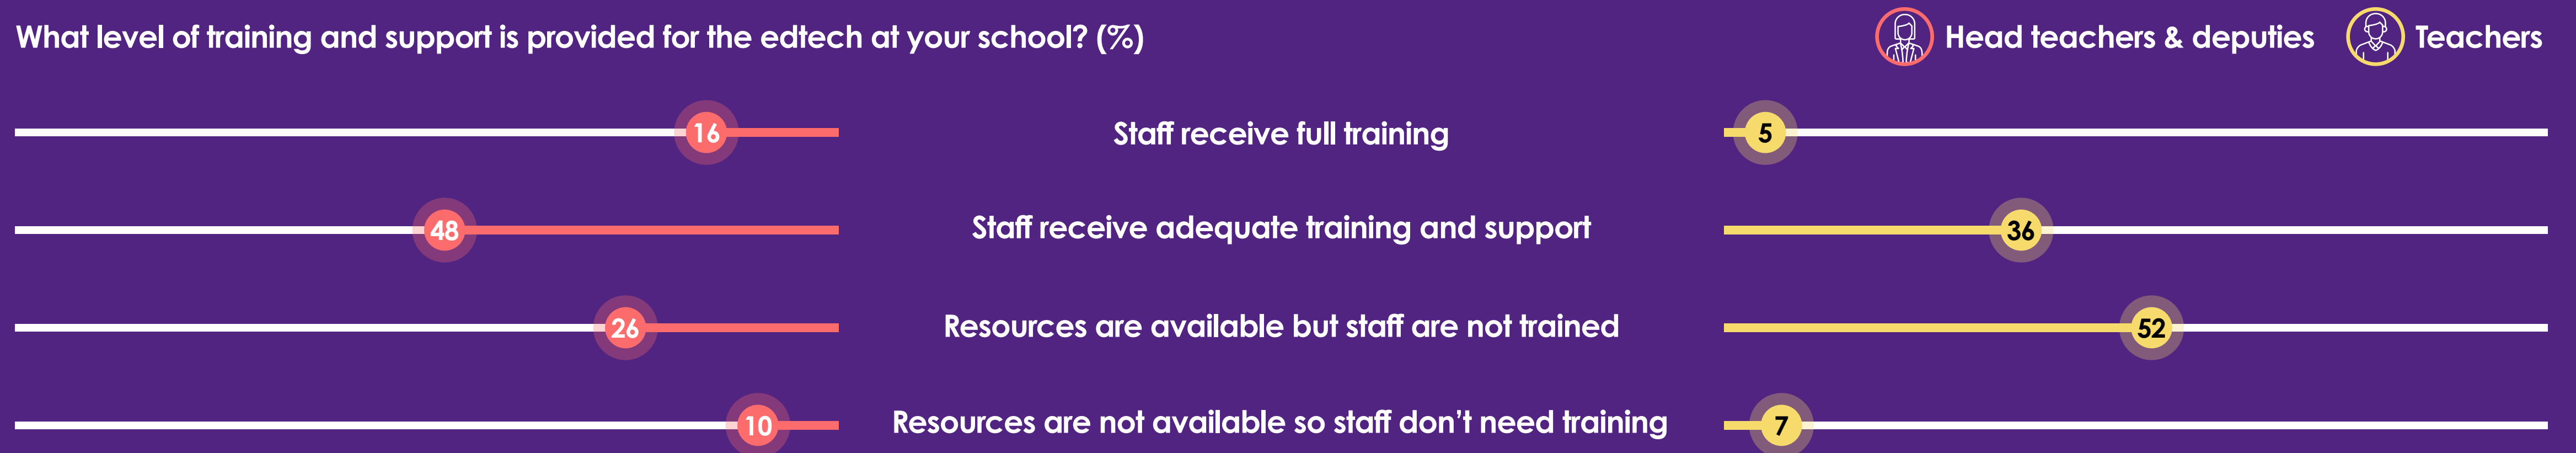 What level of training and support is provided for the edtech at your school? (%)
Head teachers & deputies
Teachers
16
Staff receive full training
5
48
Staff receive adequate training and support
36
26
Resources are available but staff are not trained
52
10
Resources are not available so staff don’t need training
7